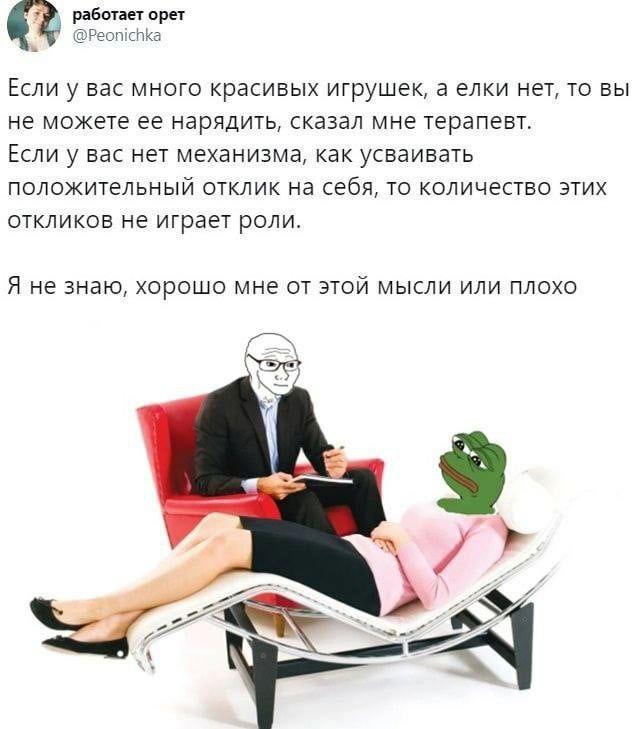 работает орет
@Peonichka
Если у вас много красивых игрушек, а елки нет, то вы
не можете ее нарядить, сказал мне терапевт.
Если у вас нет механизма, как усваивать
положительный отклик на себя, то количество этих
откликов не играет роли.
Я не знаю, хорошо мне от этой мысли или плохо